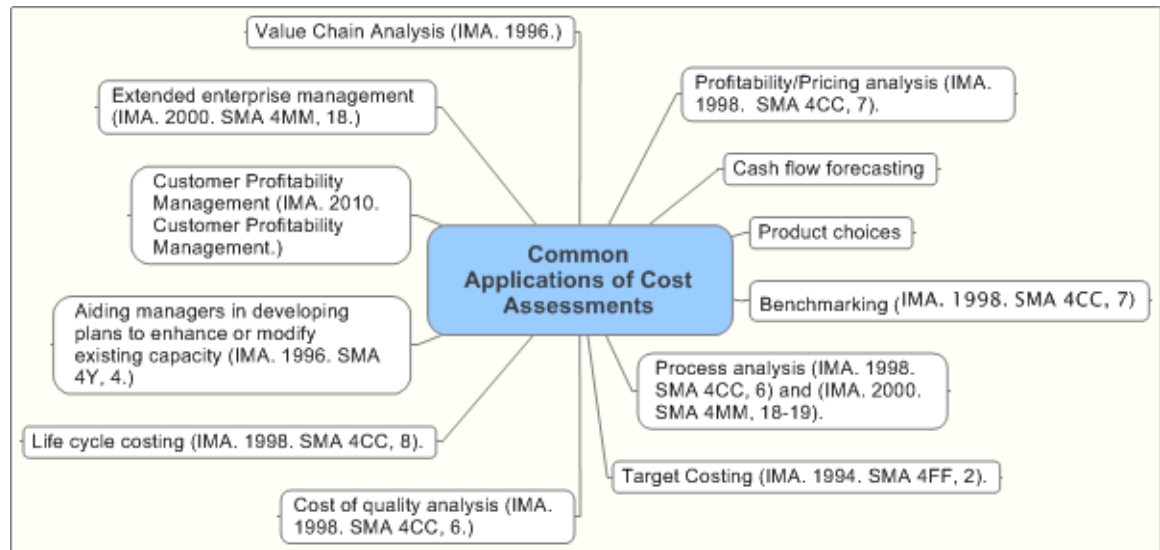 Value Chain Analysis (IMA. 1996.)
Extended enterprise management
(IMA. 2000. SMA 4MM, 18.)
Customer Profitability
Management (IMA. 2010.
Customer Profitability
Management.)
Aiding managers in developing
plans to enhance or modify
existing capacity (IMA. 1996. SMA
4Y, 4.)
Life cycle costing (IMA. 1998. SMA 4CC, 8).
Cost of quality analysis (IMA.
1998. SMA 4CC, 6.)
Common
Applications of Cost
Assessments
Profitability/Pricing analysis (IMA.
1998. SMA 4CC, 7).
Cash flow forecasting
Product choices
Benchmarking (IMA. 1998. SMA 4CC, 7)
Process analysis (IMA. 1998.
SMA 4CC, 6) and (IMA. 2000.
SMA 4MM, 18-19).
Target Costing (IMA. 1994. SMA 4FF, 2).